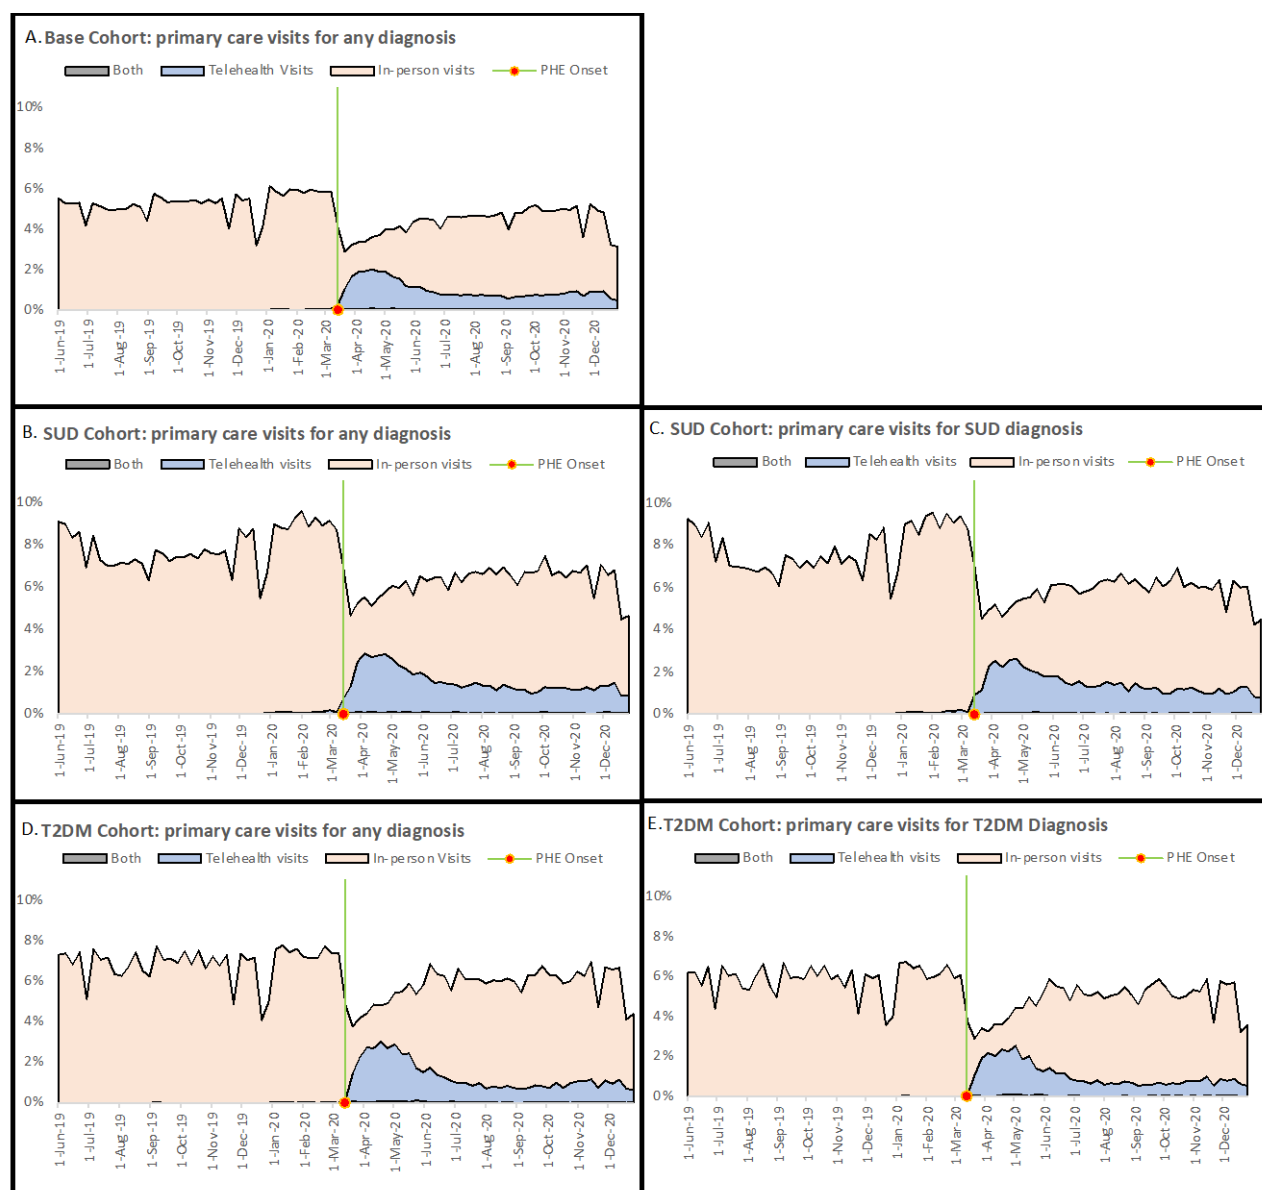 A. Base Cohort: primary care visits for any diagnosis
Both Telehealth Visits In-person visits PHE Onset
10%
8%
6%
4%
2%
0%
1-Jun-19 1-Jul-19 1-Aug-19 1-Sep-19 1-Oct-19 1-Nov-19 1-Dec-19 1-Jan-20 1-Feb-20 1-Mar-20 1-Apr-20 1-May-20 1-Jun-20 1-Jul-20 1-Aug-20 1-Sep-20 1-Oct-20 1-Nov-20 1-Dec-20
B. SUD Cohort: primary care visits for any diagnosis
Both Telehealth visits In-person visits PHE Onset
10%
8%
6%
4%
2%
0%
1-Jun-19 1-Jul-19 1-Aug-19 1-Sep-19 1-Oct-19 1-Nov-19 1-Dec-19 1-Jan-20 1-Feb-20 1-Mar-20 1-Apr-20 1-May-20 1-Jun-20 1-Jul-20 1-Aug-20 1-Sep-20 1-Oct-20 1-Nov-20 1-Dec-20
C. SUD Cohort: primary care visits for SUD diagnosis
Both Telehealth visits In-person visits PHE Onset
10%
8%
6%
4%
2%
0%
1-Jun-19 1-Jul-19 1-Aug-19 1-Sep-19 1-Oct-19 1-Nov-19 1-Dec-19 1-Jan-20 1-Feb-20 1-Mar-20 1-Apr-20 1-May-20 1-Jun-20 1-Jul-20 1-Aug-20 1-Sep-20 1-Oct-20 1-Nov-20 1-Dec-20
D. T2DM Cohort: primary care visits for any diagnosis
Both Telehealth visits In-person Visits PHE Onset
10%
8%
6%
4%
2%
0%
1-Jun-19 1-Jul-19 1-Aug-19 1-Sep-19 1-Oct-19 1-Nov-19 1-Dec-19 1-Jan-20 1-Feb-20 1-Mar-20 1-Apr-20 1-May-20 1-Jun-20 1-Jul-20 1-Aug-20 1-Sep-20 1-Oct-20 1-Nov-20 1-Dec-20
E. T2DM Cohort: primary care visits for T2DM Diagnosis
Both Telehealth visits In-person visits PHE Onset
10%
8%
6%
4%
2%
0%
1-Jun-19 1-Jul-19 1-Aug-19 1-Sep-19 1-Oct-19 1-Nov-19 1-Dec-19 1-Jan-20 1-Feb-20 1-Mar-20 1-Apr-20 1-May-20 1-Jun-20 1-Jul-20 1-Aug-20 1-Sep-20 1-Oct-20 1-Nov-20 1-Dec-20